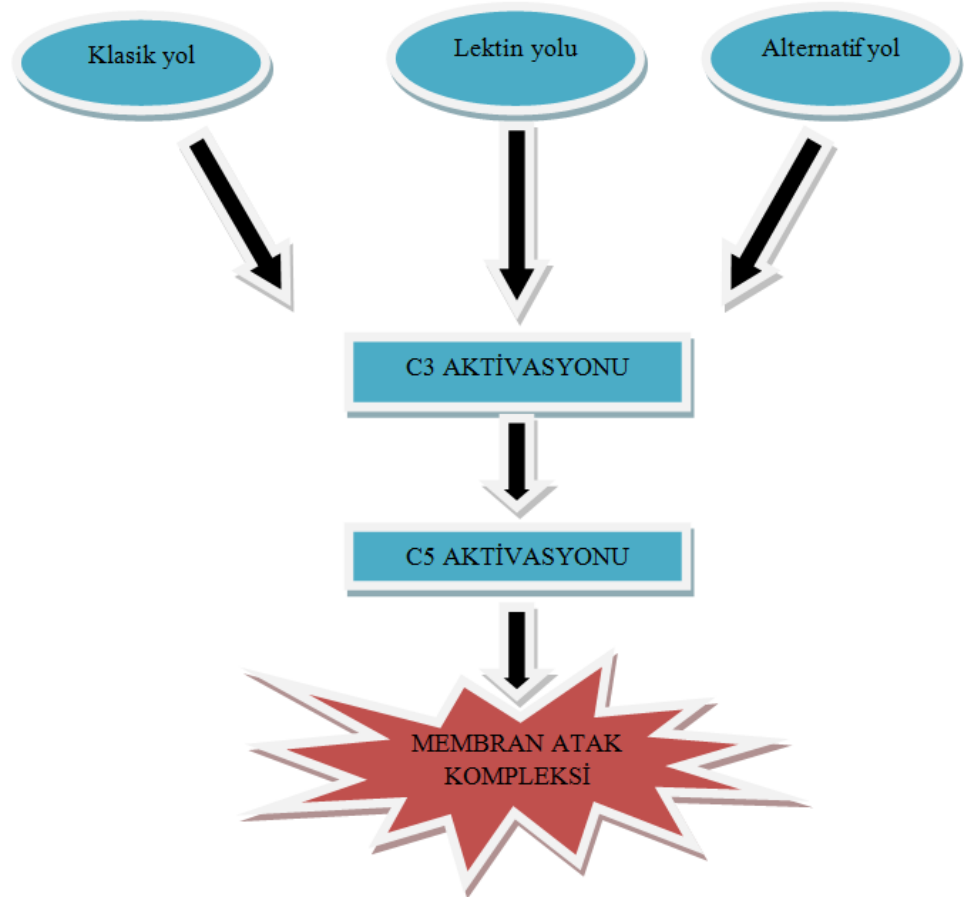 Klasik yol
Lektin yolu
Alternatif yol
C3 AKTİVASYONU
C5 AKTİVASYONU
MEMBRAN ATAK
KOMPLEKSİ